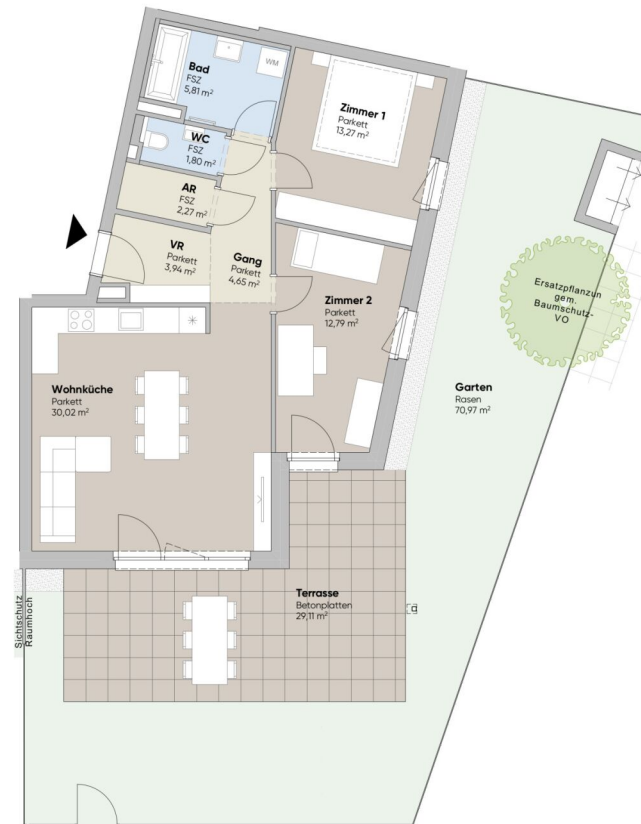 Bad
FSZ
5,81 m²
WM
Zimmer 1
Parkett
13,27 m²
WC
FSZ
1,80 m²
AR
FSZ
2,27 m²
VR
Parkett
3,94 m²
Gang
Parkett
4,65 m²
Zimmer 2
Parkett
12,79 m²
Ersatzpflanzun
gem.
Baumschutz-
VO
Wohnküche
Parkett
30,02 m²
Garten
Rasen
70,97 m²
Terrasse
Betonplatten
29,11 m²
Sichtschutz
Raumhoch